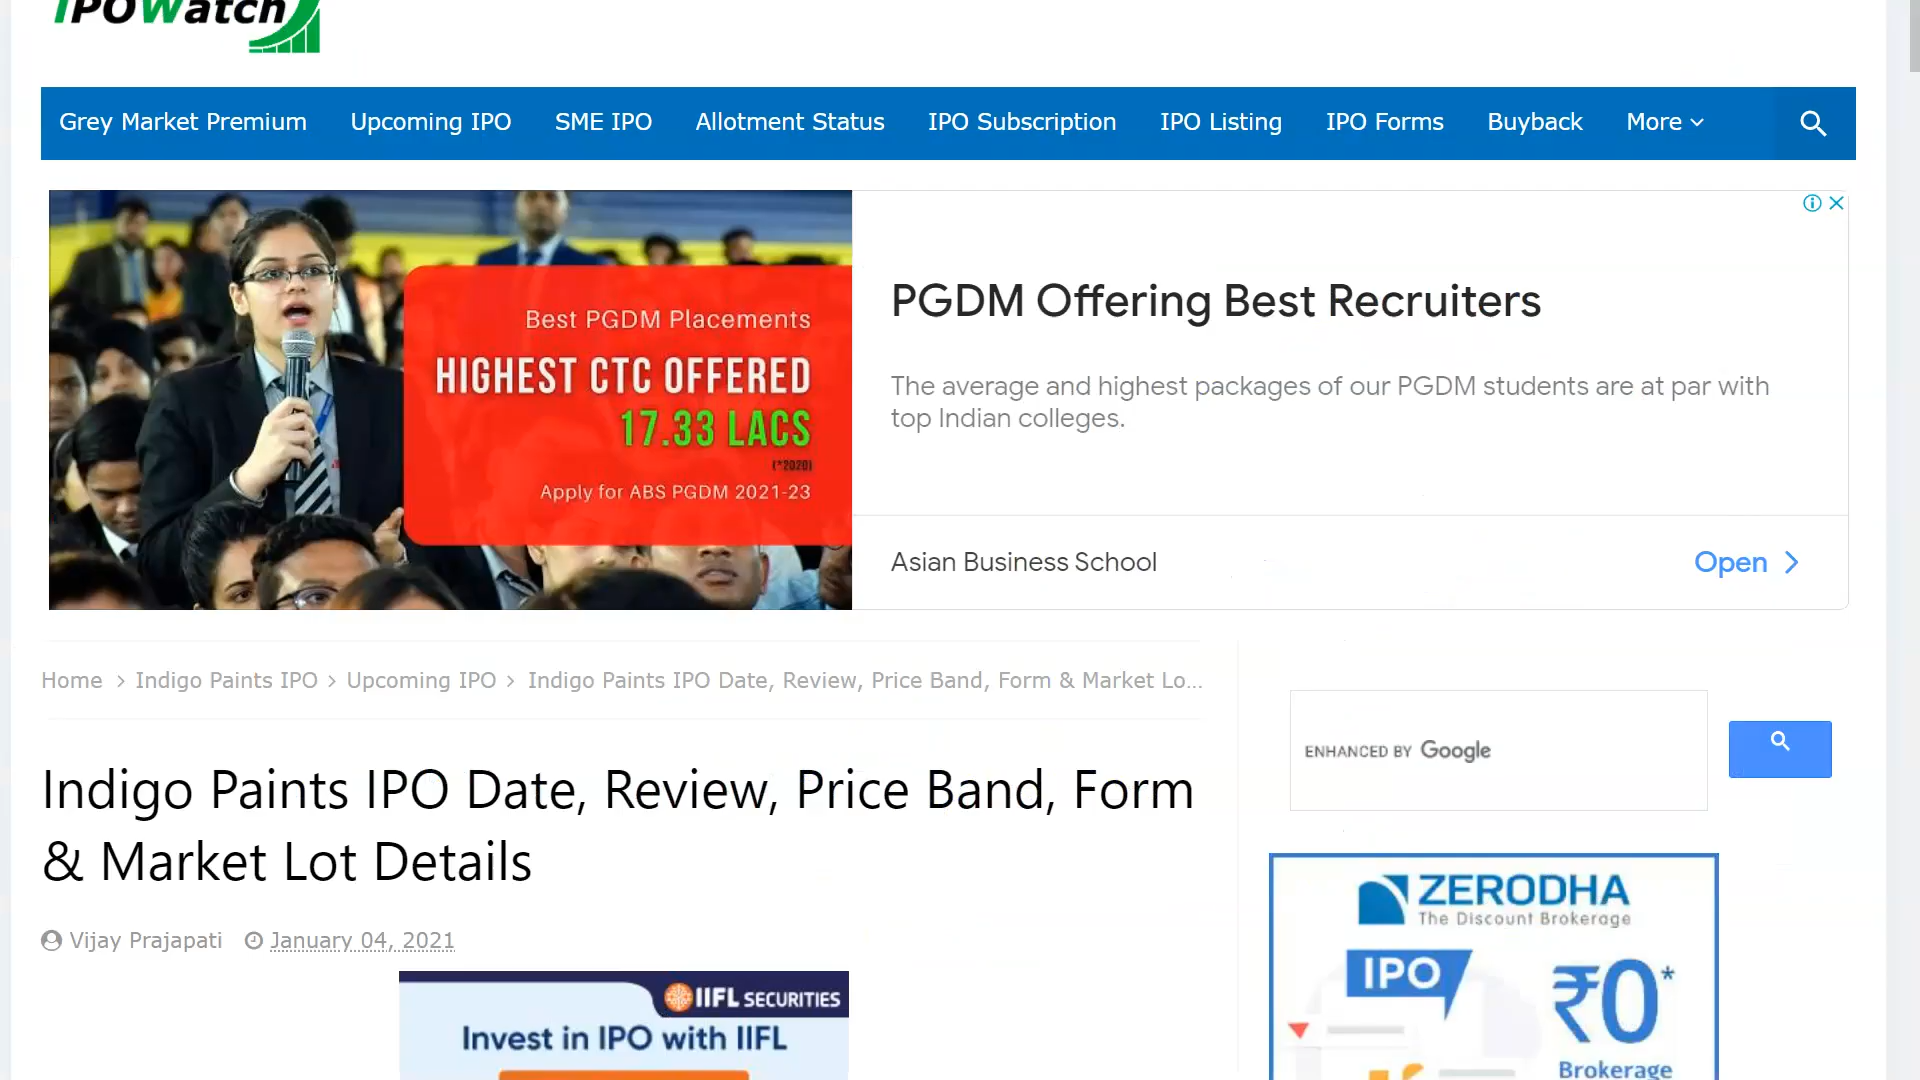 IPOWatch
Grey Market Premium Upcoming IPO SME IPO Allotment Status IPO Subscription IPO Listing IPO Forms Buyback More
Best PGDM Placements
HIGHEST CTC OFFERED
17.33 LACS
(*2020)
Apply for ABS PGDM 2021-23
PGDM Offering Best Recruiters
The average and highest packages of our PGDM students are at par with
top Indian colleges.
Asian Business School
Open
Home > Indigo Paints IPO > Upcoming IPO > Indigo Paints IPO Date, Review, Price Band, Form & Market Lo...
Indigo Paints IPO Date, Review, Price Band, Form
& Market Lot Details
Vijay Prajapati January 04, 2021
IIFL SECURITIES
Invest in IPO with IIFL
ENHANCED BY Google
ZERODHA
The Discount Brokerage
IPO
₹0*
Brokerage